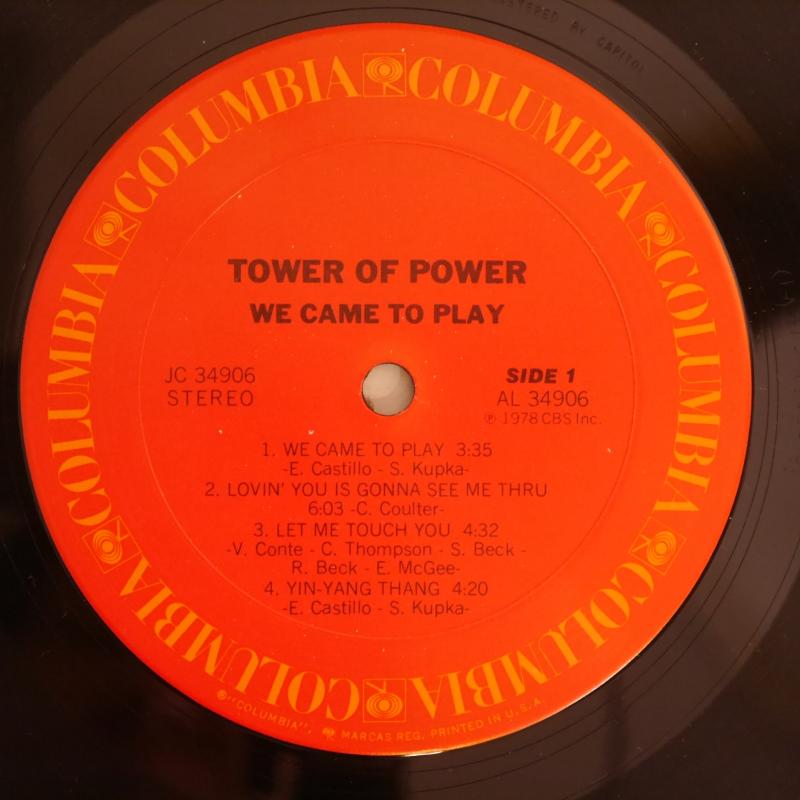 MASTERED BY CAPITOL
COLUMBIA COLUMBIA COLUMBIA COLUMBIA COLUMBIA COLUMBIA COLUMBIA COLUMBIA
TOWER OF POWER
WE CAME TO PLAY
JC 34906
STEREO
SIDE 1
AL 34906
℗ 1978 CBS Inc.
1. WE CAME TO PLAY 3:35
-E. Castillo - S. Kupka-
2. LOVIN' YOU IS GONNA SEE ME THRU
6:03 -C. Coulter-
3. LET ME TOUCH YOU 4:32
-V. Conte - C. Thompson - S. Beck -
R. Beck - E. McGee-
4. YIN-YANG THANG 4:20
-E. Castillo - S. Kupka-
®"COLUMBIA", MARCAS REG. PRINTED IN U.S.A.